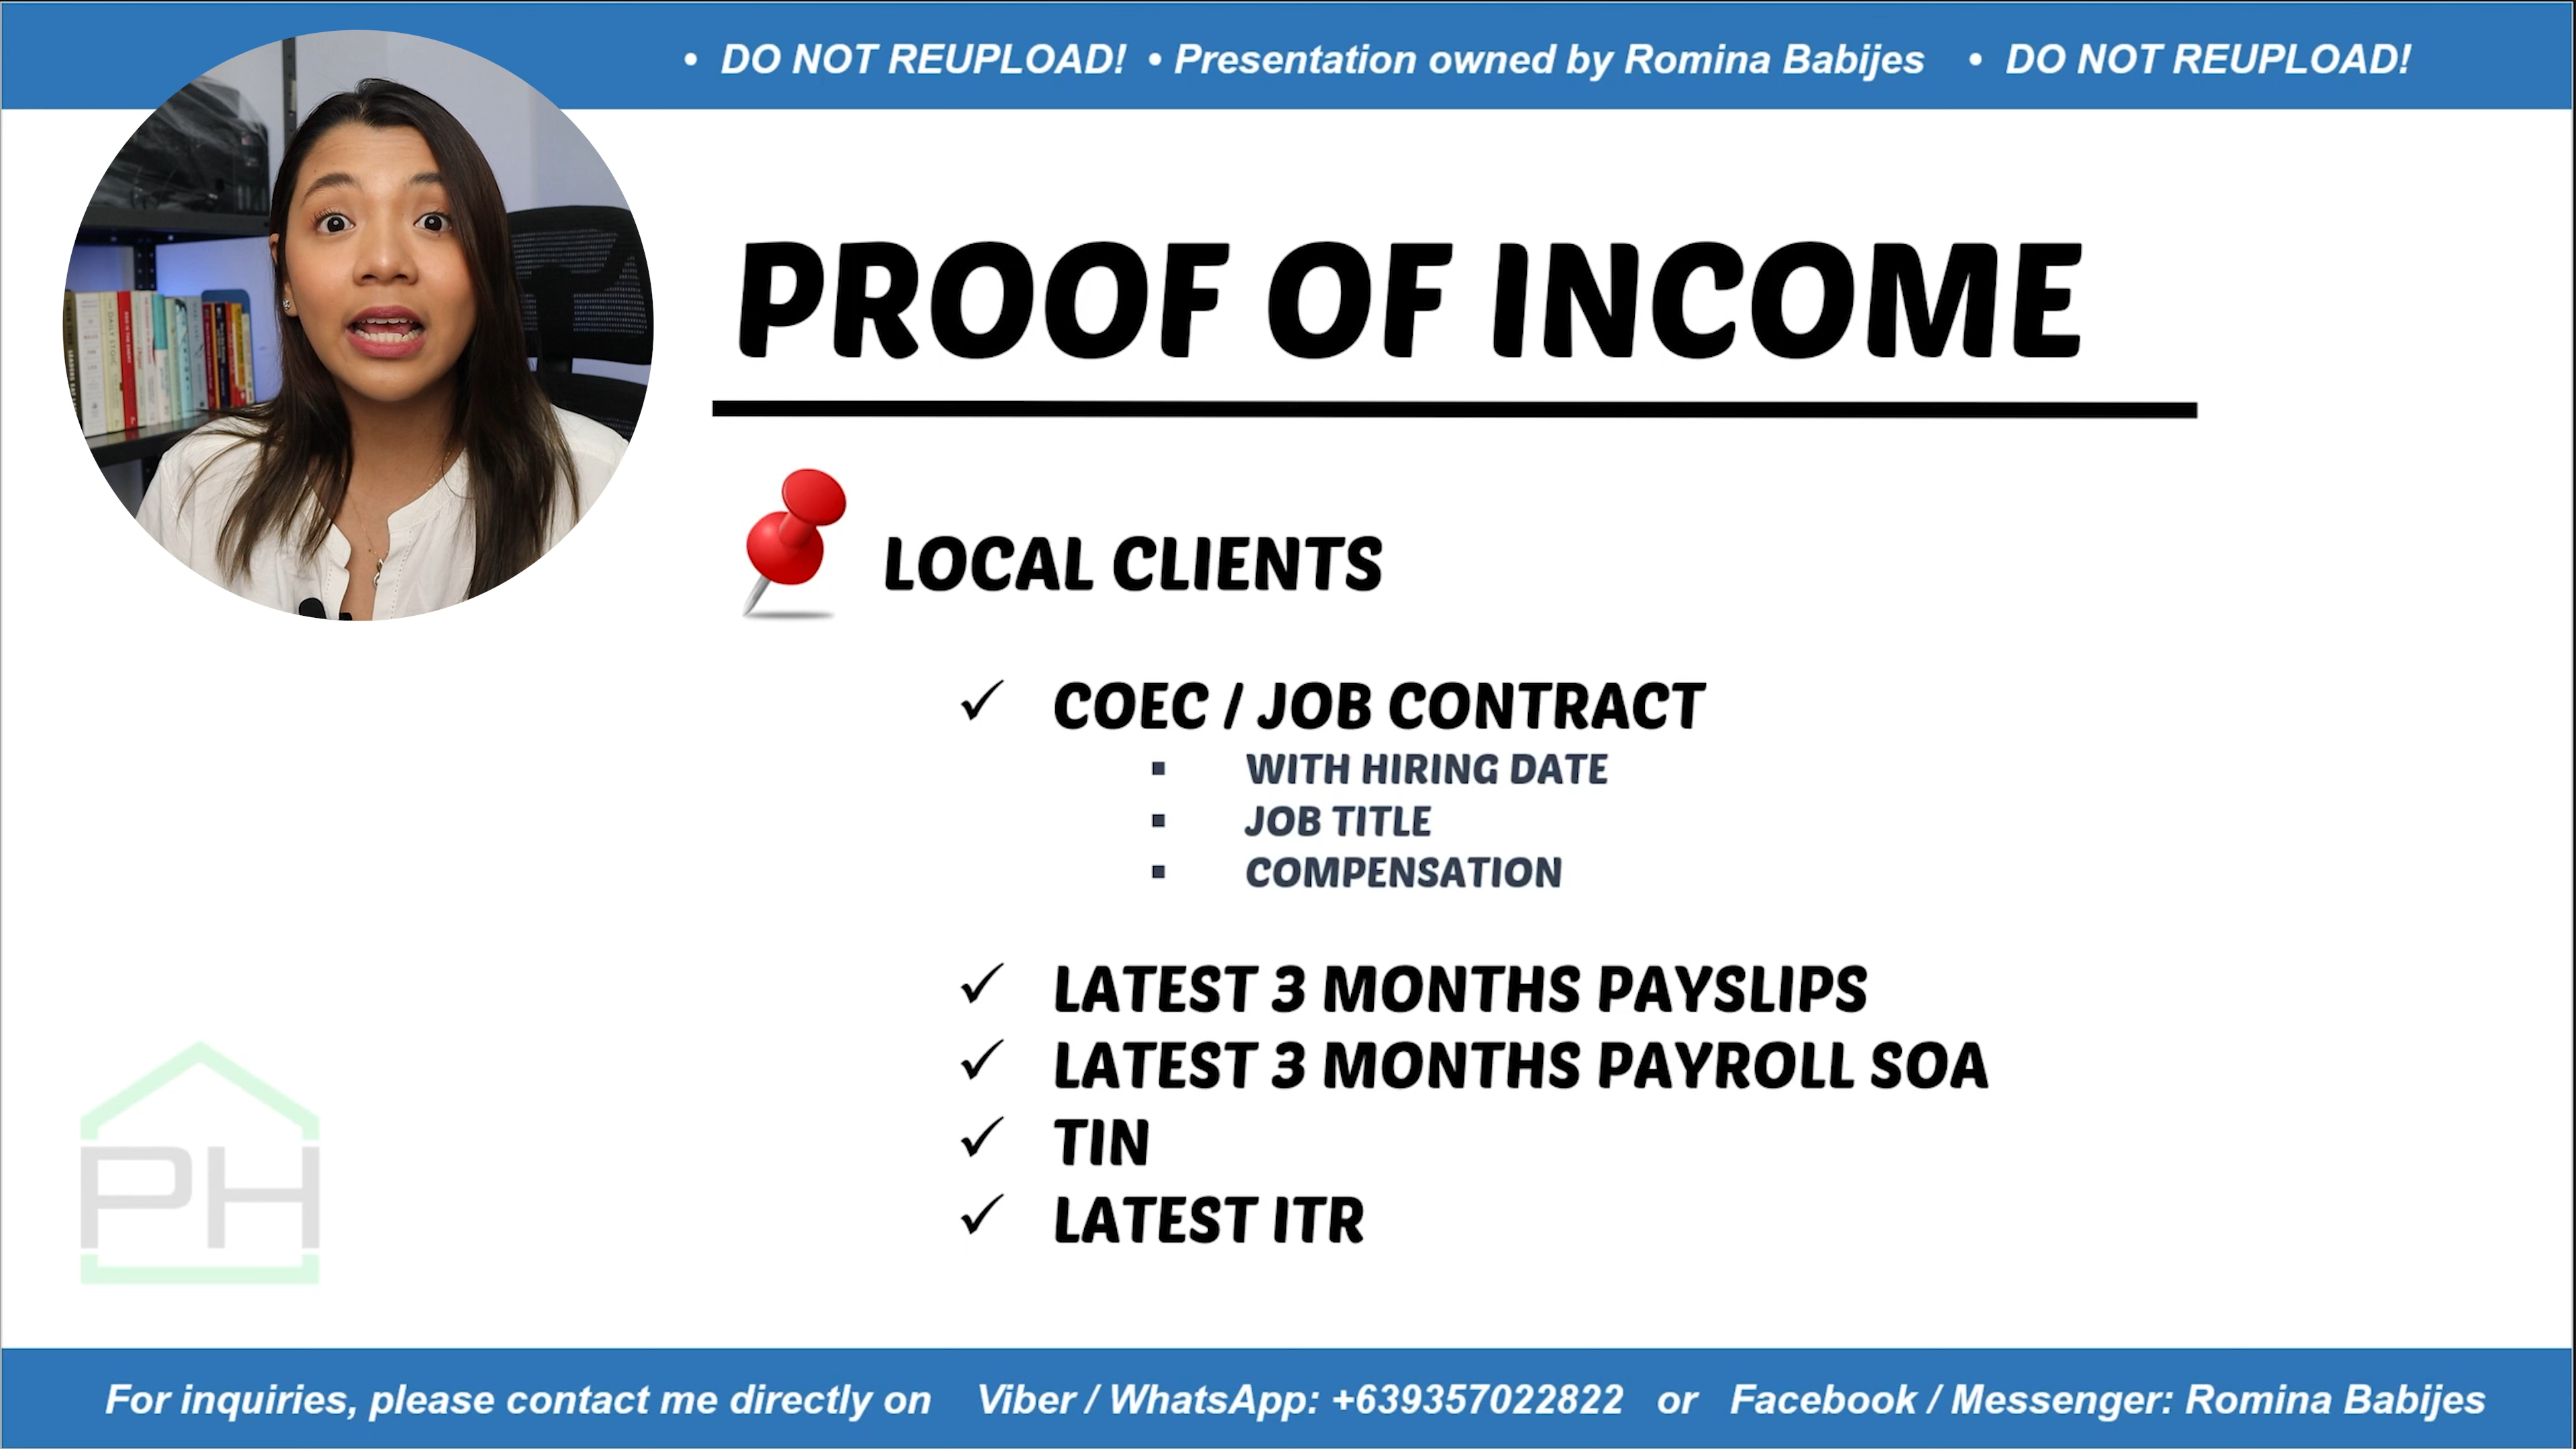 • DO NOT REUPLOAD! • Presentation owned by Romina Babijes • DO NOT REUPLOAD!
PROOF OF INCOME
LOCAL CLIENTS
✓ COEC / JOB CONTRACT
▪ WITH HIRING DATE
▪ JOB TITLE
▪ COMPENSATION
✓ LATEST 3 MONTHS PAYSLIPS
✓ LATEST 3 MONTHS PAYROLL SOA
✓ TIN
✓ LATEST ITR
PH
For inquiries, please contact me directly on Viber / WhatsApp: +639357022822 or Facebook / Messenger: Romina Babijes